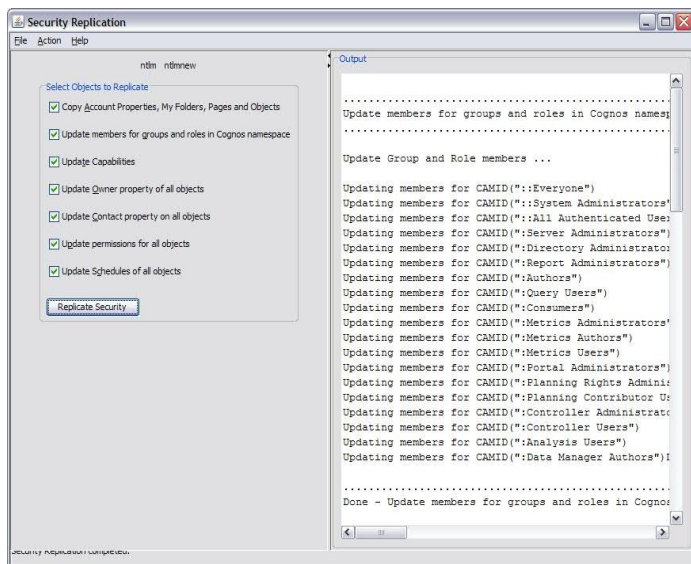 Security Replication
File Action Help
ntlm ntlmnew
Select Objects to Replicate
Copy Account Properties, My Folders, Pages and Objects
Update members for groups and roles in Cognos namespace
Update Capabilities
Update Owner property of all objects
Update Contact property on all objects
Update permissions for all objects
Update Schedules of all objects
Replicate Security
Output
........................................................
Update members for groups and roles in Cognos namesp
........................................................
Update Group and Role members ...
Updating members for CAMID("::Everyone")
Updating members for CAMID("::System Administrators"
Updating members for CAMID("::All Authenticated User
Updating members for CAMID(":Server Administrators")
Updating members for CAMID(":Directory Administrator
Updating members for CAMID(":Report Administrators")
Updating members for CAMID(":Authors")
Updating members for CAMID(":Query Users")
Updating members for CAMID(":Consumers")
Updating members for CAMID(":Metrics Administrators"
Updating members for CAMID(":Metrics Authors")
Updating members for CAMID(":Metrics Users")
Updating members for CAMID(":Portal Administrators")
Updating members for CAMID(":Planning Rights Adminis
Updating members for CAMID(":Planning Contributor Us
Updating members for CAMID(":Controller Administrato
Updating members for CAMID(":Controller Users")
Updating members for CAMID(":Analysis Users")
Updating members for CAMID(":Data Manager Authors")
........................................................
Done - Update members for groups and roles in Cognos
Security Replication completed.